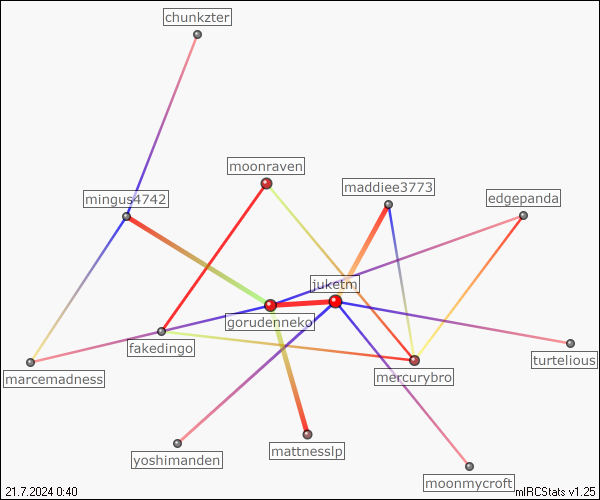 chunkzter
moonraven
maddiee3773
mingus4742
edgepanda
juketm
gorudenneko
fakedingo
turtelious
marcemadness
mercurybro
mattnesslp
yoshimanden
moonmycroft
21.7.2024 0:40
mIRCStats v1.25